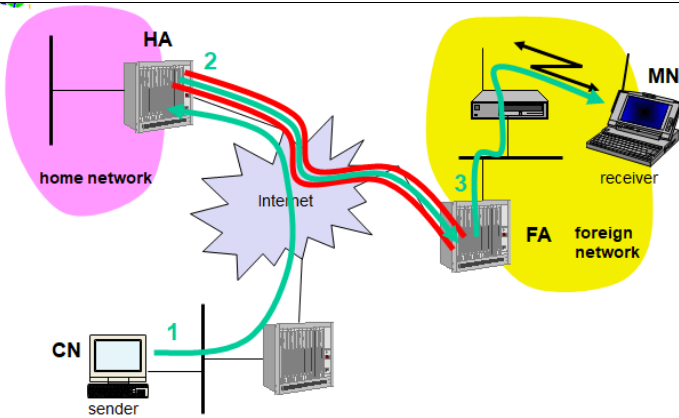 HA
2
MN
home network
Internet
3
receiver
FA
foreign
network
1
CN
sender